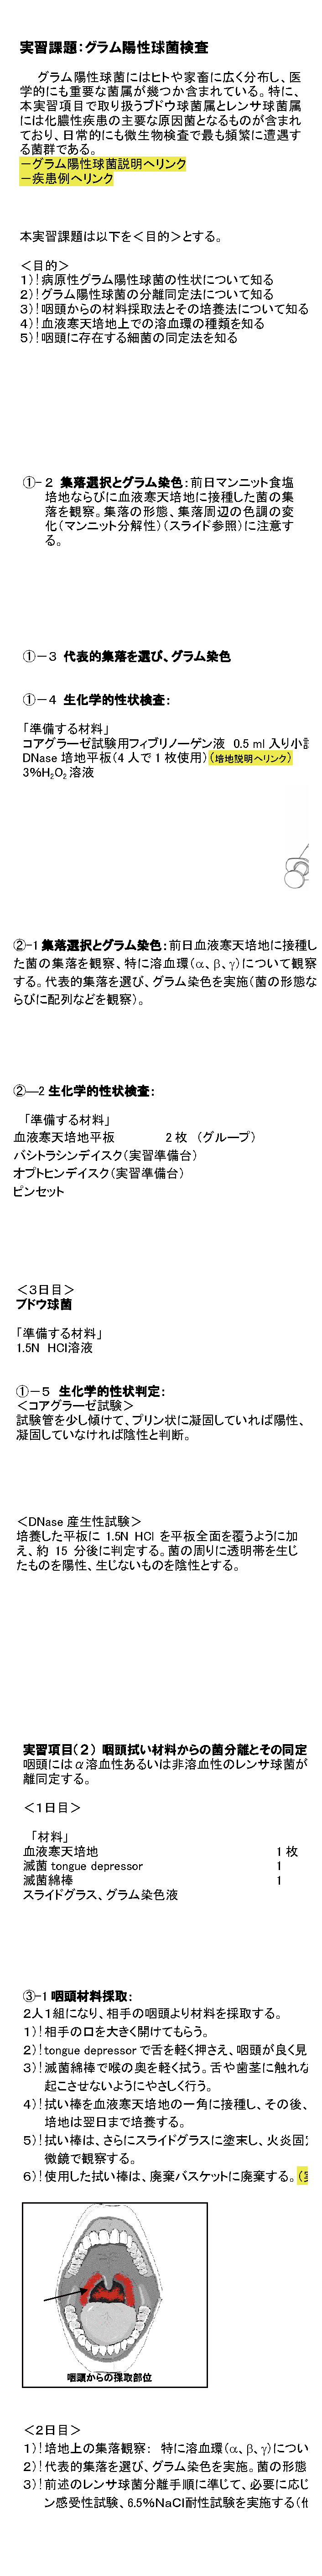 実習課題：グラム陽性球菌検査
グラム陽性球菌にはヒトや家畜に広く分布し、医
学的にも重要な菌属が幾つか含まれている。特に、
本実習項目で取り扱うブドウ球菌属とレンサ球菌属
には化膿性疾患の主要な原因菌となるものが含まれ
ており、日常的にも微生物検査で最も頻繁に遭遇す
る菌群である。
－グラム陽性球菌説明へリンク
－疾患例へリンク
本実習課題は以下を＜目的＞とする。
＜目的＞
1）!病原性グラム陽性球菌の性状について知る
2）!グラム陽性球菌の分離同定法について知る
3）!咽頭からの材料採取法とその培養法について知る
4）!血液寒天培地上での溶血環の種類を知る
5）!咽頭に存在する細菌の同定法を知る
①-２ 集落選択とグラム染色：前日マンニット食塩
培地ならびに血液寒天培地に接種した菌の集
落を観察。集落の形態、集落周辺の色調の変
化（マンニット分解性）（スライド参照）に注意す
る。
①－３ 代表的集落を選び、グラム染色
①－４ 生化学的性状検査：
「準備する材料」
コアグラーゼ試験用フィブリノーゲン液 0.5 ml 入り小
DNase 培地平板（4 人で 1 枚使用）（培地説明へリンク）
3%H₂O₂ 溶液
②-1 集落選択とグラム染色：前日血液寒天培地に接種し
た菌の集落を観察、特に溶血環（α、β、γ）について観察
する。代表的集落を選び、グラム染色を実施（菌の形態な
らびに配列などを観察）。
②—2 生化学的性状検査：
「準備する材料」
血液寒天培地平板 2 枚 （グループ）
バシトラシンデイスク（実習準備台）
オプトヒンデイスク（実習準備台）
ピンセット
＜３日目＞
ブドウ球菌
「準備する材料」
1.5N HCl溶液
①－５ 生化学的性状判定：
＜コアグラーゼ試験＞
試験管を少し傾けて、プリン状に凝固していれば陽性、
凝固していなければ陰性と判断。
＜DNase 産生性試験＞
培養した平板に 1.5N HCl を平板全面を覆うように加
え、約 15 分後に判定する。菌の周りに透明帯を生じ
たものを陽性、生じないものを陰性とする。
実習項目（２） 咽頭拭い材料からの菌分離とその同定
咽頭にはα溶血性あるいは非溶血性のレンサ球菌が
離同定する。
＜１日目＞
「材料」
血液寒天培地 1 枚
滅菌 tongue depressor 1
滅菌綿棒 1
スライドグラス、グラム染色液
③-1 咽頭材料採取：
２人１組になり、相手の咽頭より材料を採取する。
1）!相手の口を大きく開けてもらう。
2）!tongue depressor で舌を軽く押さえ、咽頭が良く見
3）!滅菌綿棒で喉の奥を軽く拭う。舌や歯茎に触れな
起こさせないようにやさしく行う。
4）!拭い棒を血液寒天培地の一角に接種し、その後、
培地は翌日まで培養する。
5）!拭い棒は、さらにスライドグラスに塗末し、火炎固
微鏡で観察する。
6）!使用した拭い棒は、廃棄バスケットに廃棄する。（
咽頭からの採取部位
＜2日目＞
1）!培地上の集落観察： 特に溶血環（α、β、γ）につい
2）!代表的集落を選び、グラム染色を実施。菌の形態
3）!前述のレンサ球菌分離手順に準じて、必要に応じ
ン感受性試験、6.5%NaCl耐性試験を実施する（